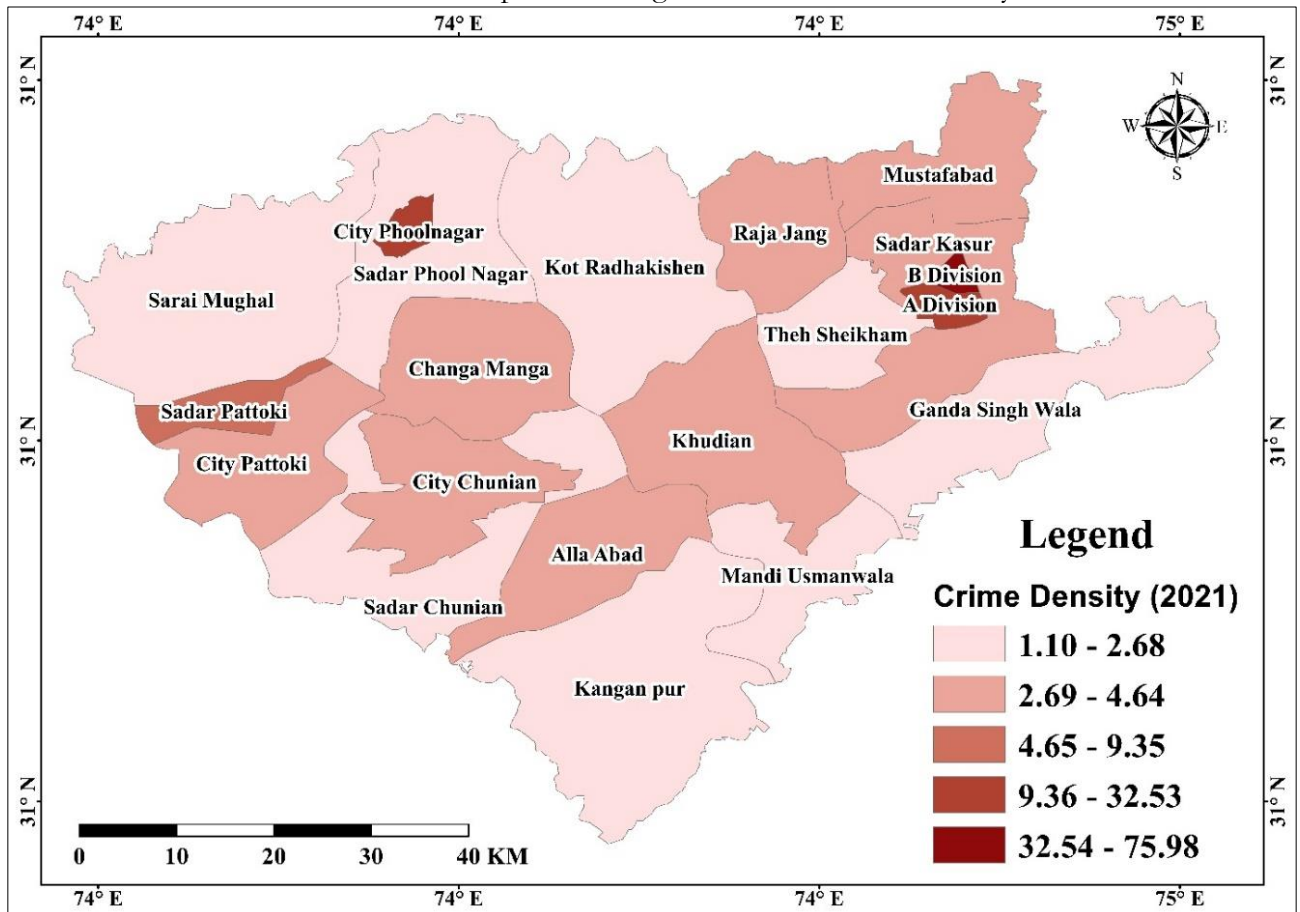 74° E 74° E 74° E 75° E
31° N 31° N
N
W E
S
Mustafabad
City Phoolnagar
Raja Jang
Sadar Kasur
Sadar Phool Nagar
Kot Radhakishen
B Division
Sarai Mughal
A Division
Theh Sheikham
Changa Manga
Sadar Pattoki
Ganda Singh Wala
31° N 31° N
Khudian
City Pattoki
City Chunian
Alla Abad
Mandi Usmanwala
Sadar Chunian
Kangan pur
Legend
Crime Density (2021)
1.10 - 2.68
2.69 - 4.64
4.65 - 9.35
9.36 - 32.53
32.54 - 75.98
31° N 31° N
0 10 20 30 40 KM
74° E 74° E 74° E 75° E